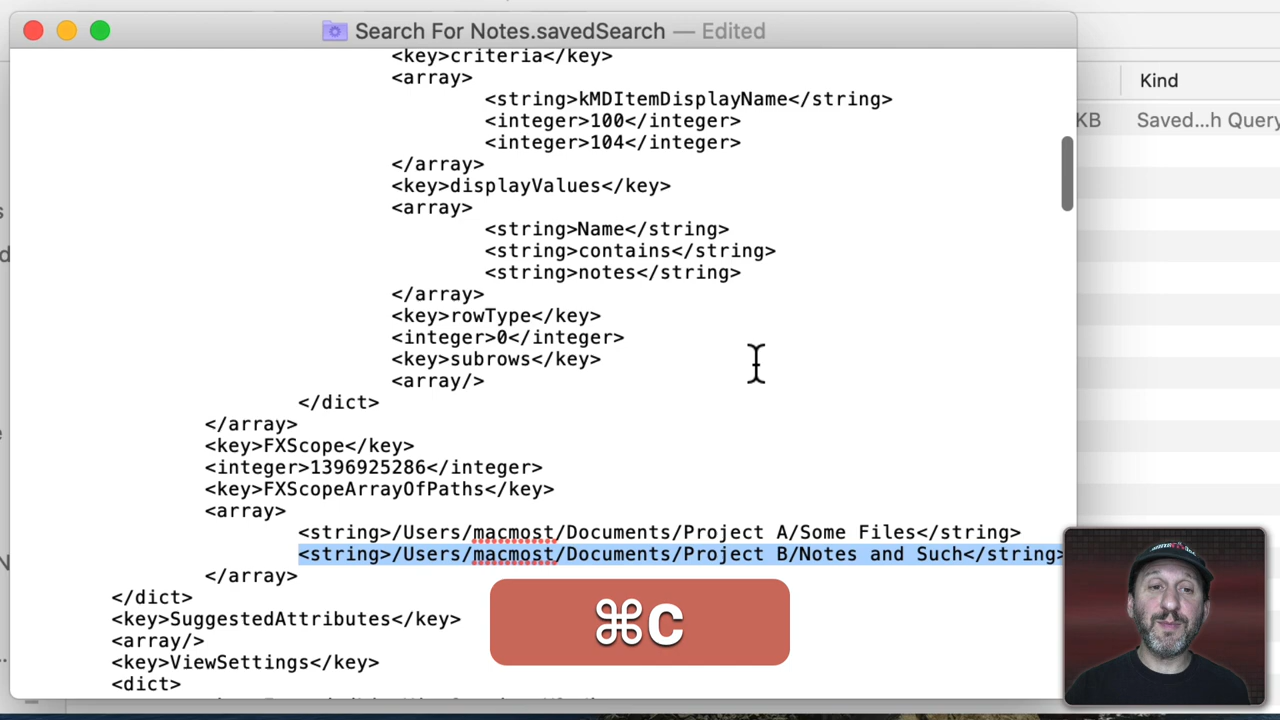 Search For Notes.savedSearch — Edited
Kind
KB
Saved...h Query
<key>criteria</key>
<array>
<string>kMDItemDisplayName</string>
<integer>100</integer>
<integer>104</integer>
</array>
<key>displayValues</key>
<array>
<string>Name</string>
<string>contains</string>
<string>notes</string>
</array>
<key>rowType</key>
<integer>0</integer>
<key>subrows</key>
<array/>
</dict>
</array>
<key>FXScope</key>
<integer>1396925286</integer>
<key>FXScopeArrayOfPaths</key>
<array>
<string>/Users/macmost/Documents/Project A/Some Files</string>
<string>/Users/macmost/Documents/Project B/Notes and Such</string>
</array>
</dict>
<key>SuggestedAttributes</key>
<array/>
<key>ViewSettings</key>
<dict>
⌘C